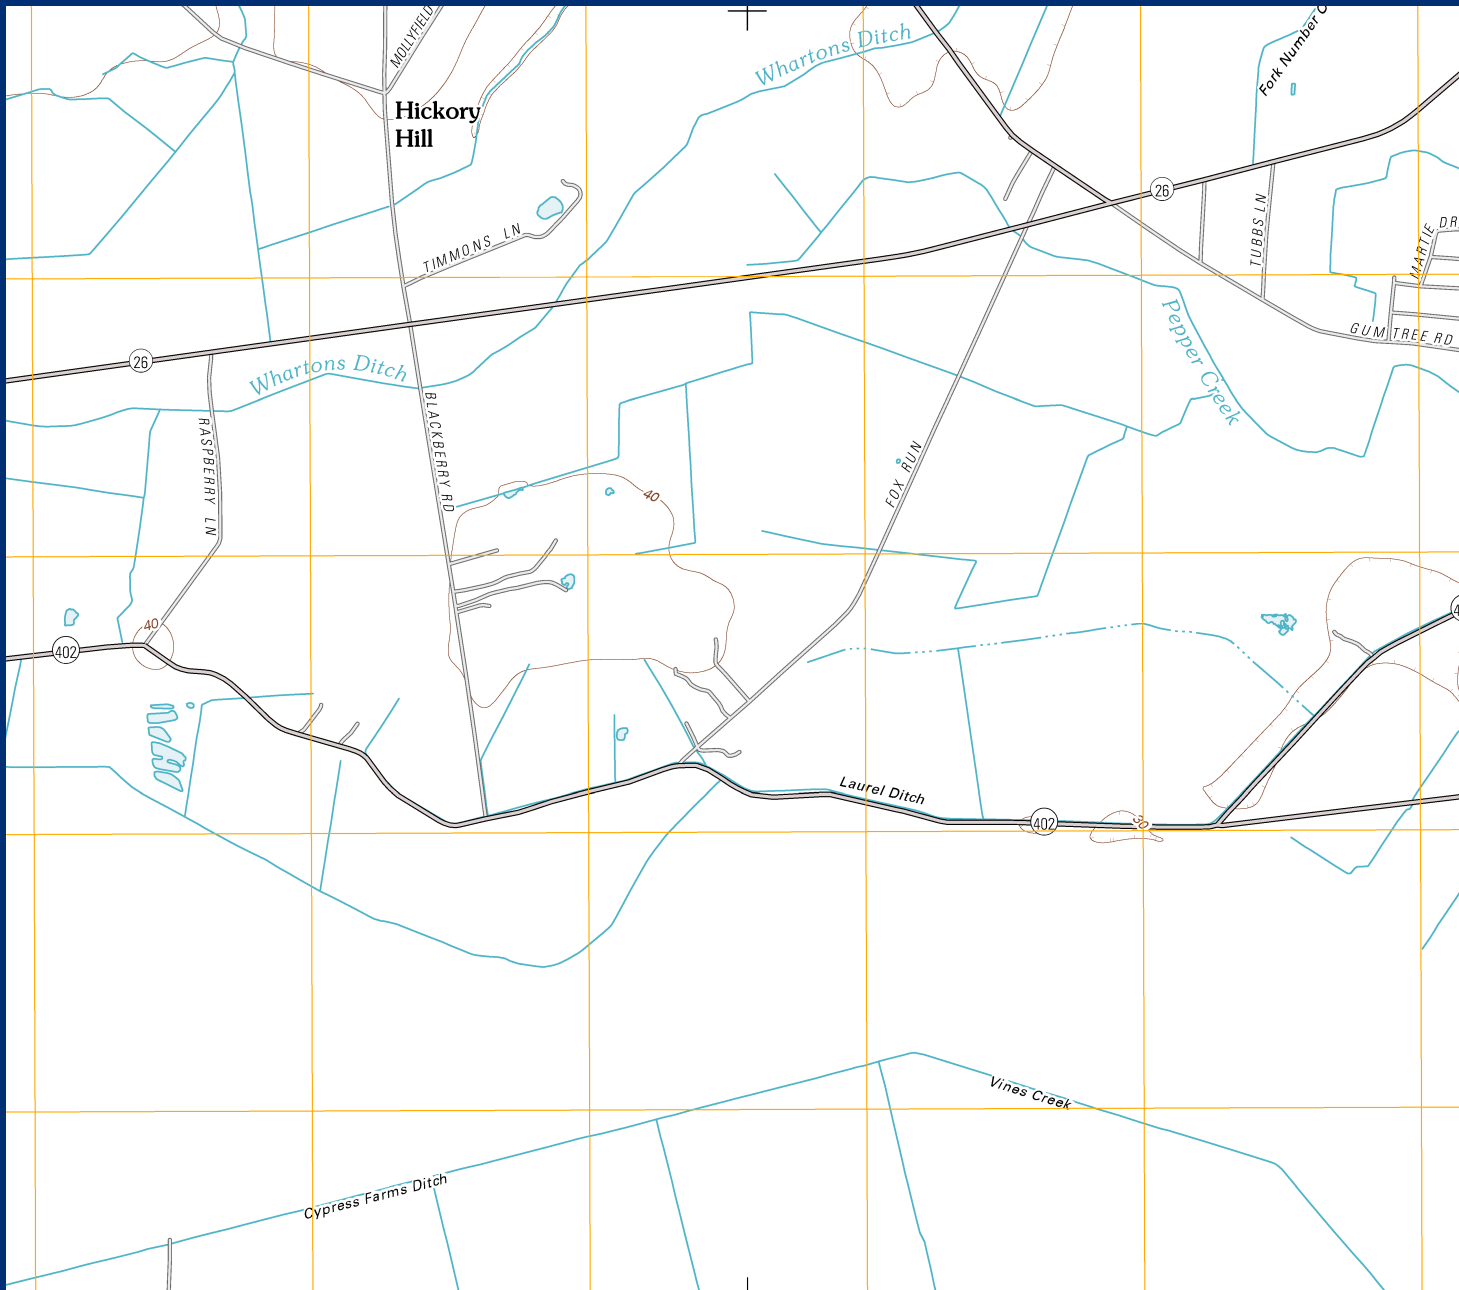 MOLLYFIELD
Whartons Ditch
Fork Number
Hickory
Hill
26
TUBBS LN
MARTIE DR
TIMMONS LN
Pepper Creek
GUM TREE RD
26
Whartons Ditch
BLACKBERRY RD
RASPBERRY LN
FOX RUN
40
40
402
Laurel Ditch
402
30
Vines Creek
Cypress Farms Ditch